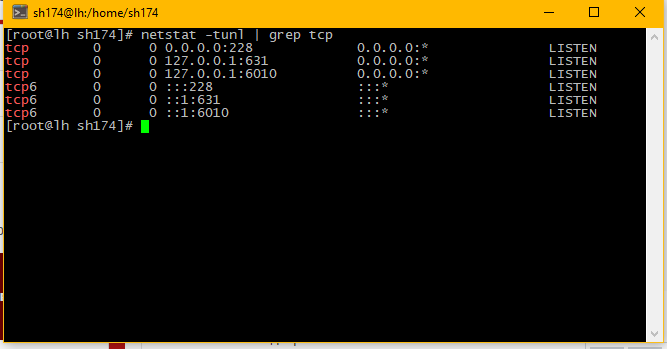 sh174@lh:/home/sh174
[root@lh sh174]# netstat -tunl | grep tcp
tcp 0 0 0.0.0.0:228 0.0.0.0:* LISTEN
tcp 0 0 127.0.0.1:631 0.0.0.0:* LISTEN
tcp 0 0 127.0.0.1:6010 0.0.0.0:* LISTEN
tcp6 0 0 :::228 :::* LISTEN
tcp6 0 0 ::1:631 :::* LISTEN
tcp6 0 0 ::1:6010 :::* LISTEN
[root@lh sh174]#